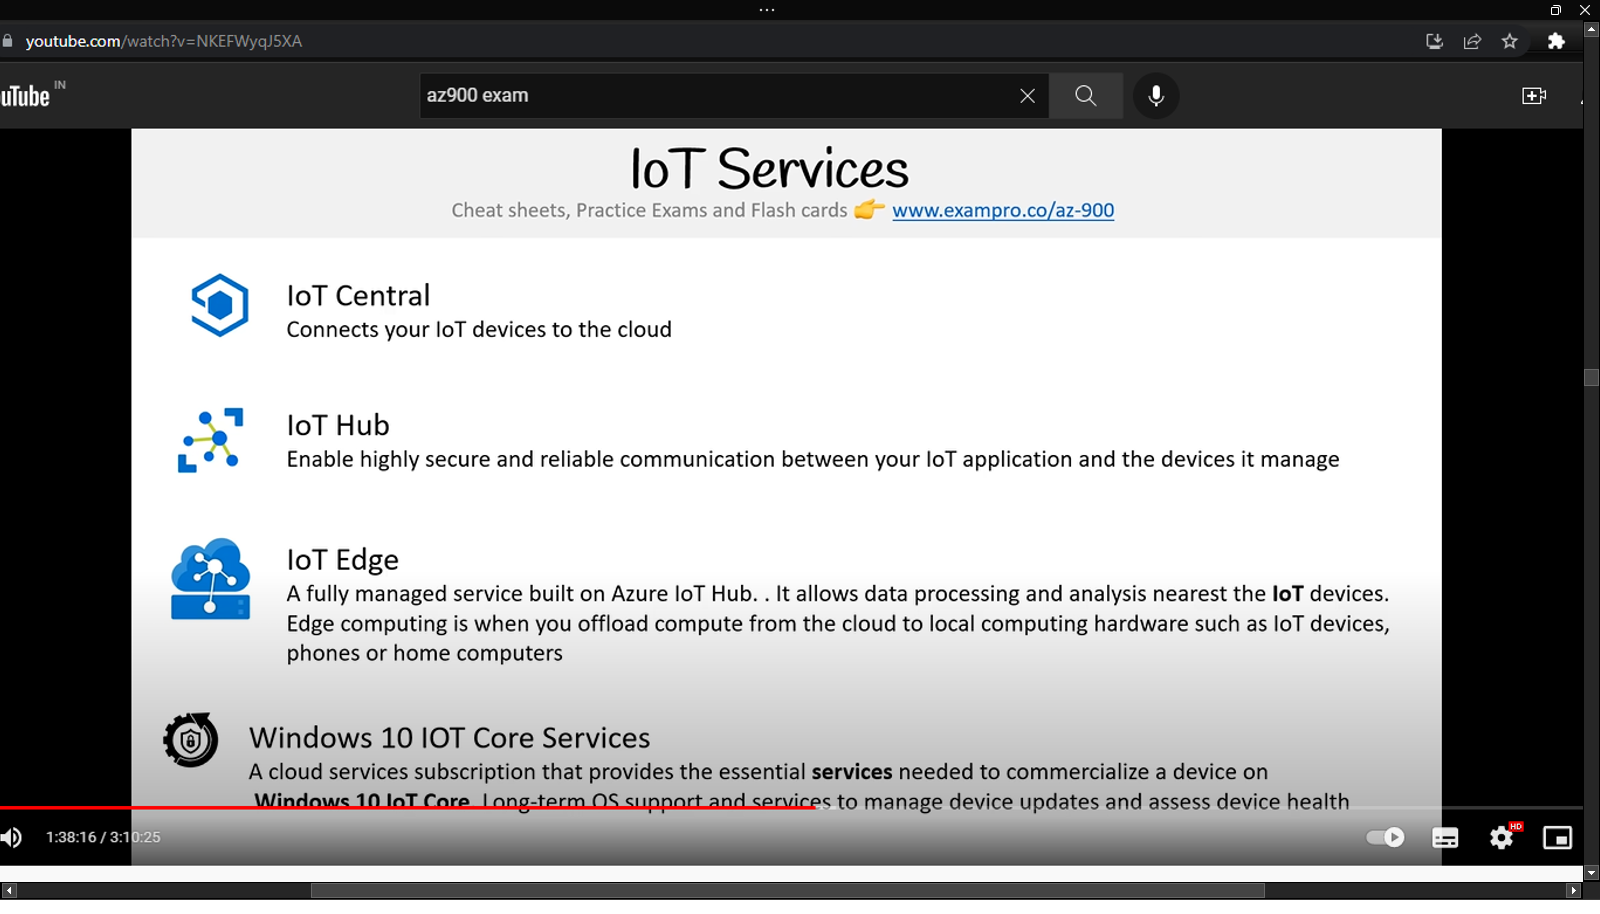 youtube.com/watch?v=NKEFWyqJ5XA
uTube IN
az900 exam
IoT Services
Cheat sheets, Practice Exams and Flash cards 👉 www.exampro.co/az-900
IoT Central
Connects your IoT devices to the cloud
IoT Hub
Enable highly secure and reliable communication between your IoT application and the devices it manage
IoT Edge
A fully managed service built on Azure IoT Hub. . It allows data processing and analysis nearest the IoT devices.
Edge computing is when you offload compute from the cloud to local computing hardware such as IoT devices,
phones or home computers
Windows 10 IOT Core Services
A cloud services subscription that provides the essential services needed to commercialize a device on
Windows 10 IoT Core. Long-term OS support and services to manage device updates and assess device health
1:38:16 / 3:10:25
HD